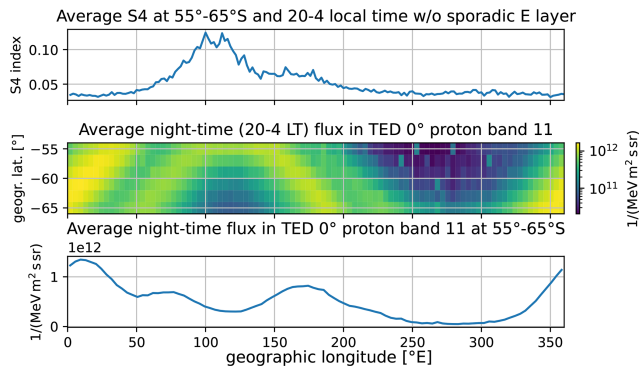 Average S4 at 55°-65°S and 20-4 local time w/o sporadic E layer
S4 index
0.10
0.05
Average night-time (20-4 LT) flux in TED 0° proton band 11
geogr. lat. [°]
−55
−60
−65
10¹²
10¹¹
1/(MeV m² s sr)
Average night-time flux in TED 0° proton band 11 at 55°-65°S
1e12
1/(MeV m² s sr)
1
0
0 50 100 150 200 250 300 350
geographic longitude [°E]